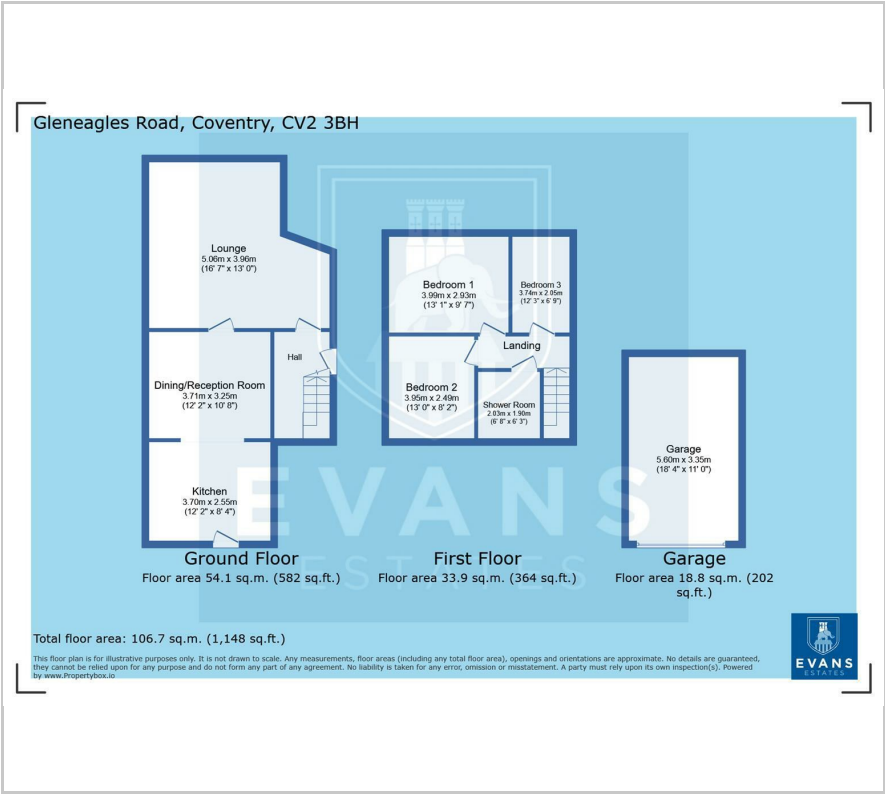 Gleneagles Road, Coventry, CV2 3BH
Lounge
5.06m x 3.96m
(16' 7" x 13' 0")
Dining/Reception Room
3.71m x 3.25m
(12' 2" x 10' 8")
Hall
Kitchen
3.70m x 2.55m
(12' 2" x 8' 4")
Ground Floor
Floor area 54.1 sq.m. (582 sq.ft.)
Bedroom 1
3.99m x 2.93m
(13' 1" x 9' 7")
Bedroom 3
3.74m x 2.05m
(12' 3" x 6' 9")
Landing
Bedroom 2
3.95m x 2.49m
(13' 0" x 8' 2")
Shower Room
2.03m x 1.90m
(6' 8" x 6' 3")
First Floor
Floor area 33.9 sq.m. (364 sq.ft.)
Garage
5.60m x 3.35m
(18' 4" x 11' 0")
Garage
Floor area 18.8 sq.m. (202
sq.ft.)
EVANS
ESTATES
Total floor area: 106.7 sq.m. (1,148 sq.ft.)
This floor plan is for illustrative purposes only. It is not drawn to scale. Any measurements, floor areas (including any total floor area), openings and orientations are approximate. No details are guaranteed,
they cannot be relied upon for any purpose and do not form any part of any agreement. No liability is taken for any error, omission or misstatement. A party must rely upon its own inspection(s). Powered
by www.Propertybox.io
EVANS
ESTATES